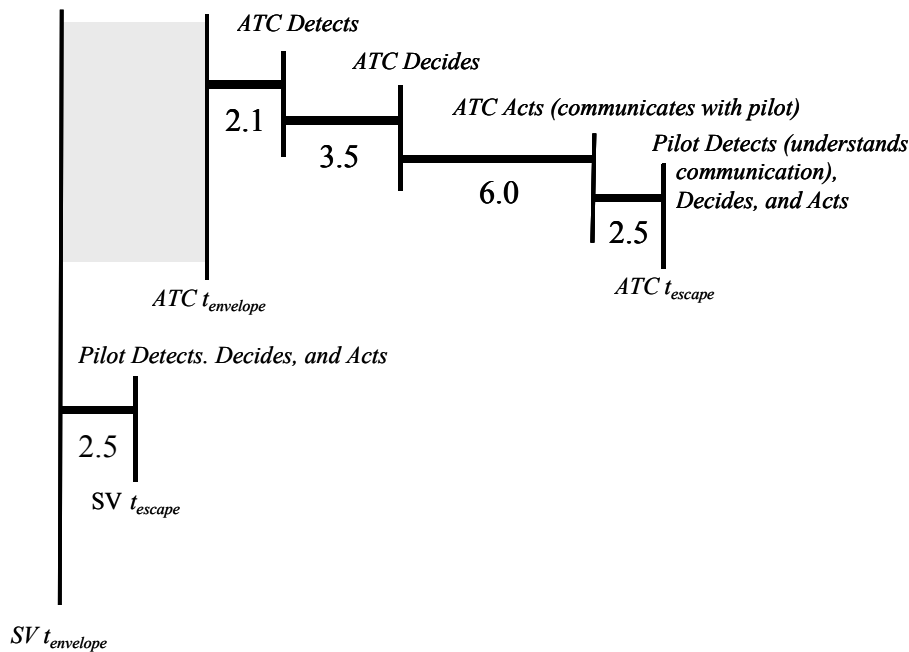 ATC Detects
ATC Decides
2.1
ATC Acts (communicates with pilot)
3.5
Pilot Detects (understands
communication),
Decides, and Acts
6.0
2.5
ATC tenvelope
ATC tescape
Pilot Detects. Decides, and Acts
2.5
SV tescape
SV tenvelope